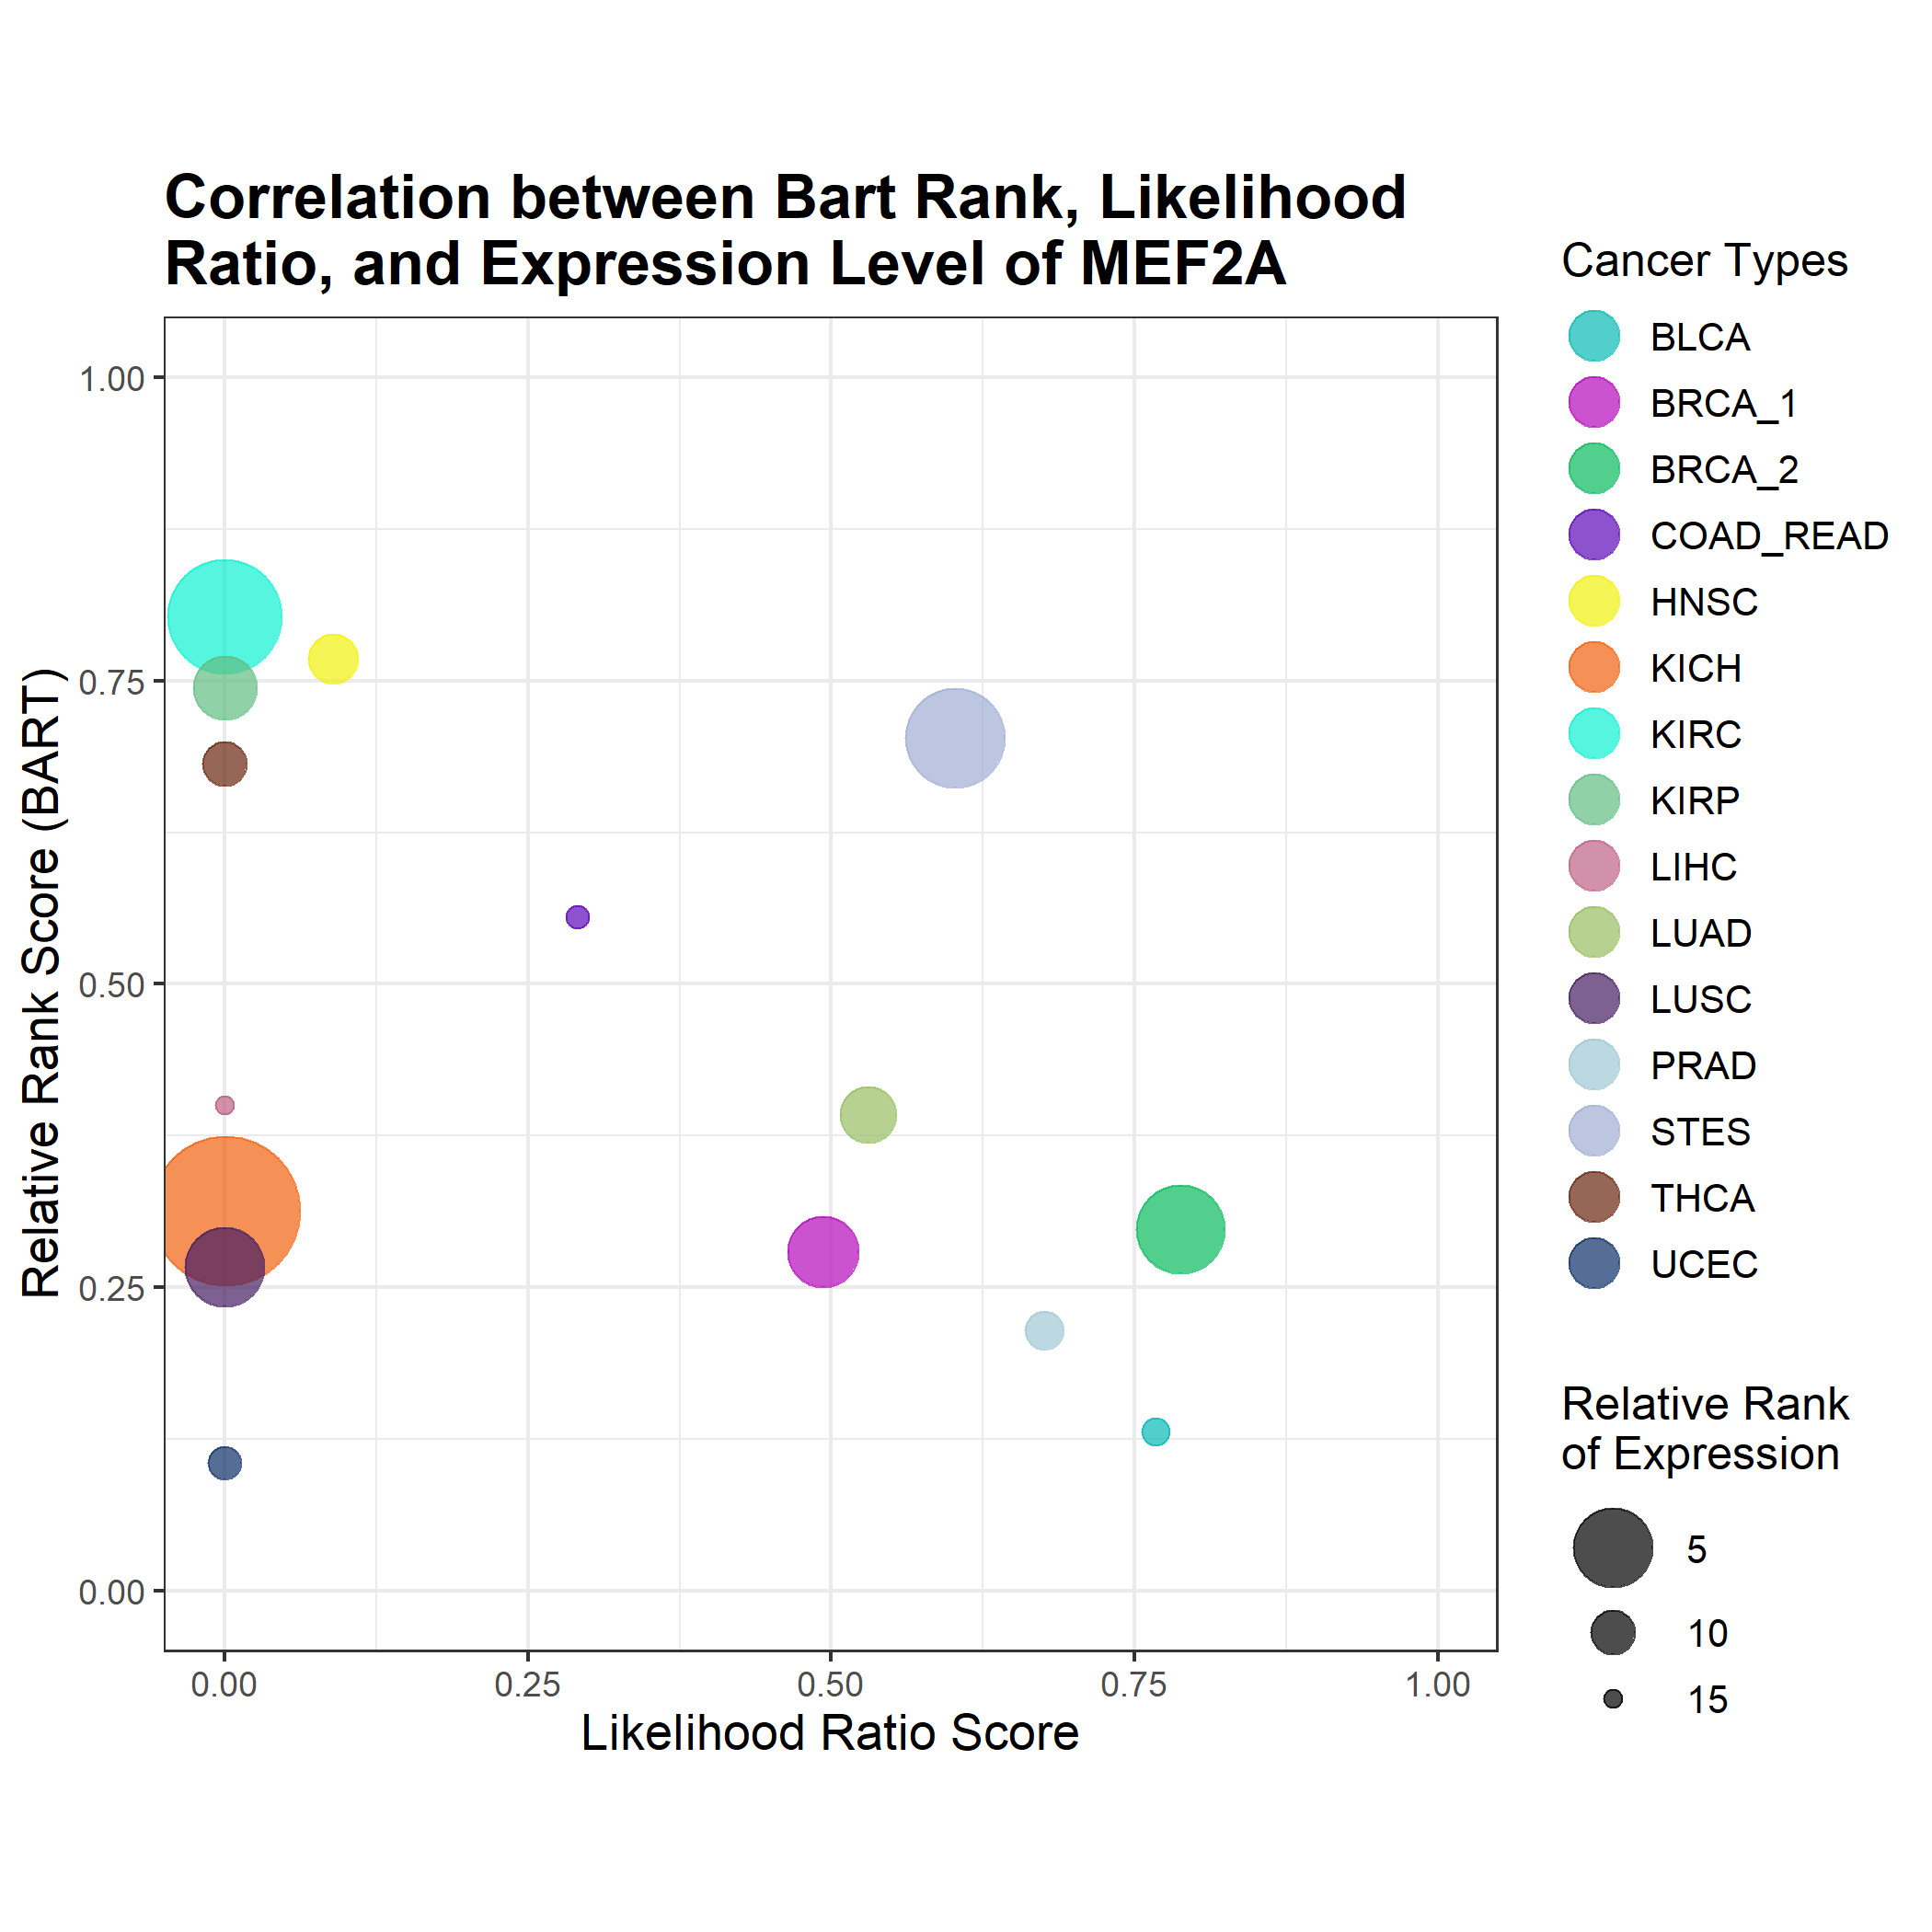 Correlation between Bart Rank, Likelihood
Ratio, and Expression Level of MEF2A
Relative Rank Score (BART)
1.00
0.75
0.50
0.25
0.00
0.00 0.25 0.50 0.75 1.00
Likelihood Ratio Score
Cancer Types
BLCA
BRCA_1
BRCA_2
COAD_READ
HNSC
KICH
KIRC
KIRP
LIHC
LUAD
LUSC
PRAD
STES
THCA
UCEC
Relative Rank
of Expression
5
10
15